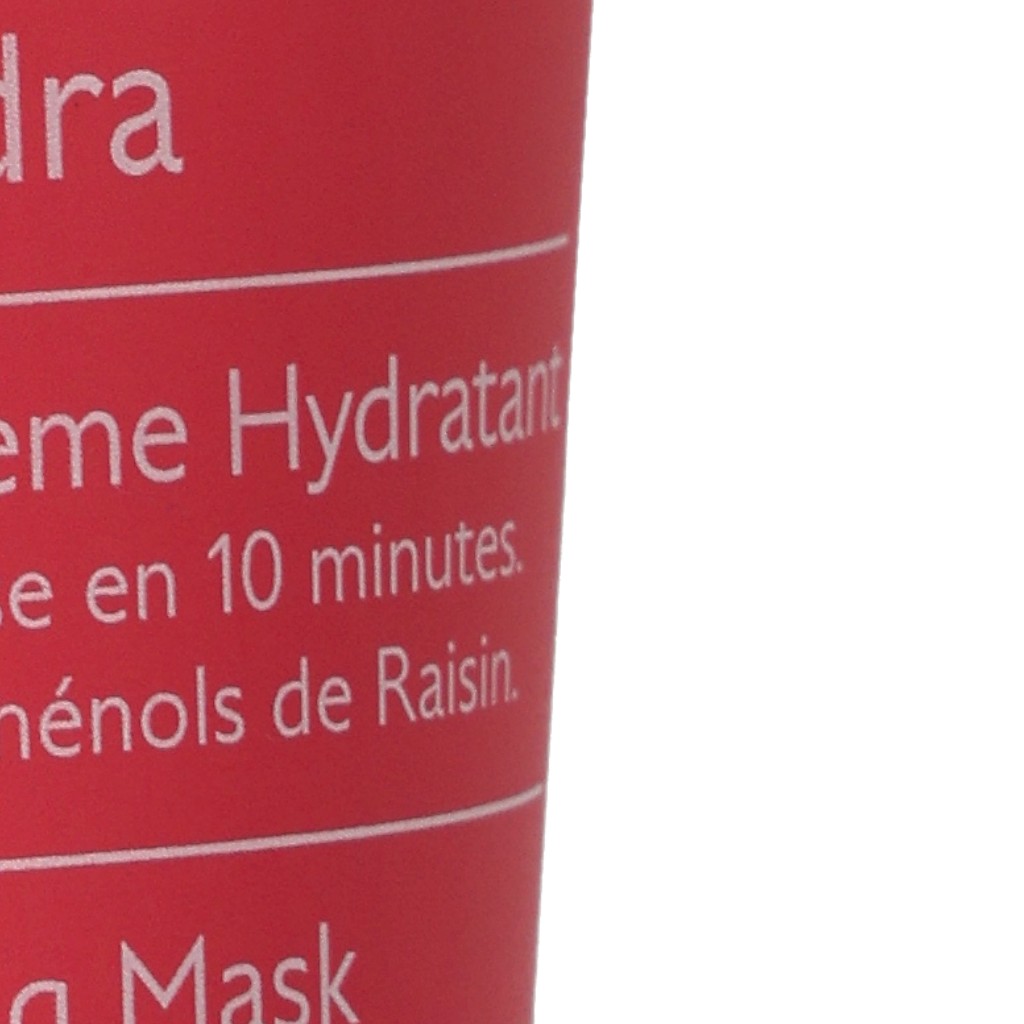 dra
eme Hydratant
se en 10 minutes.
hénols de Raisin.
g Mask